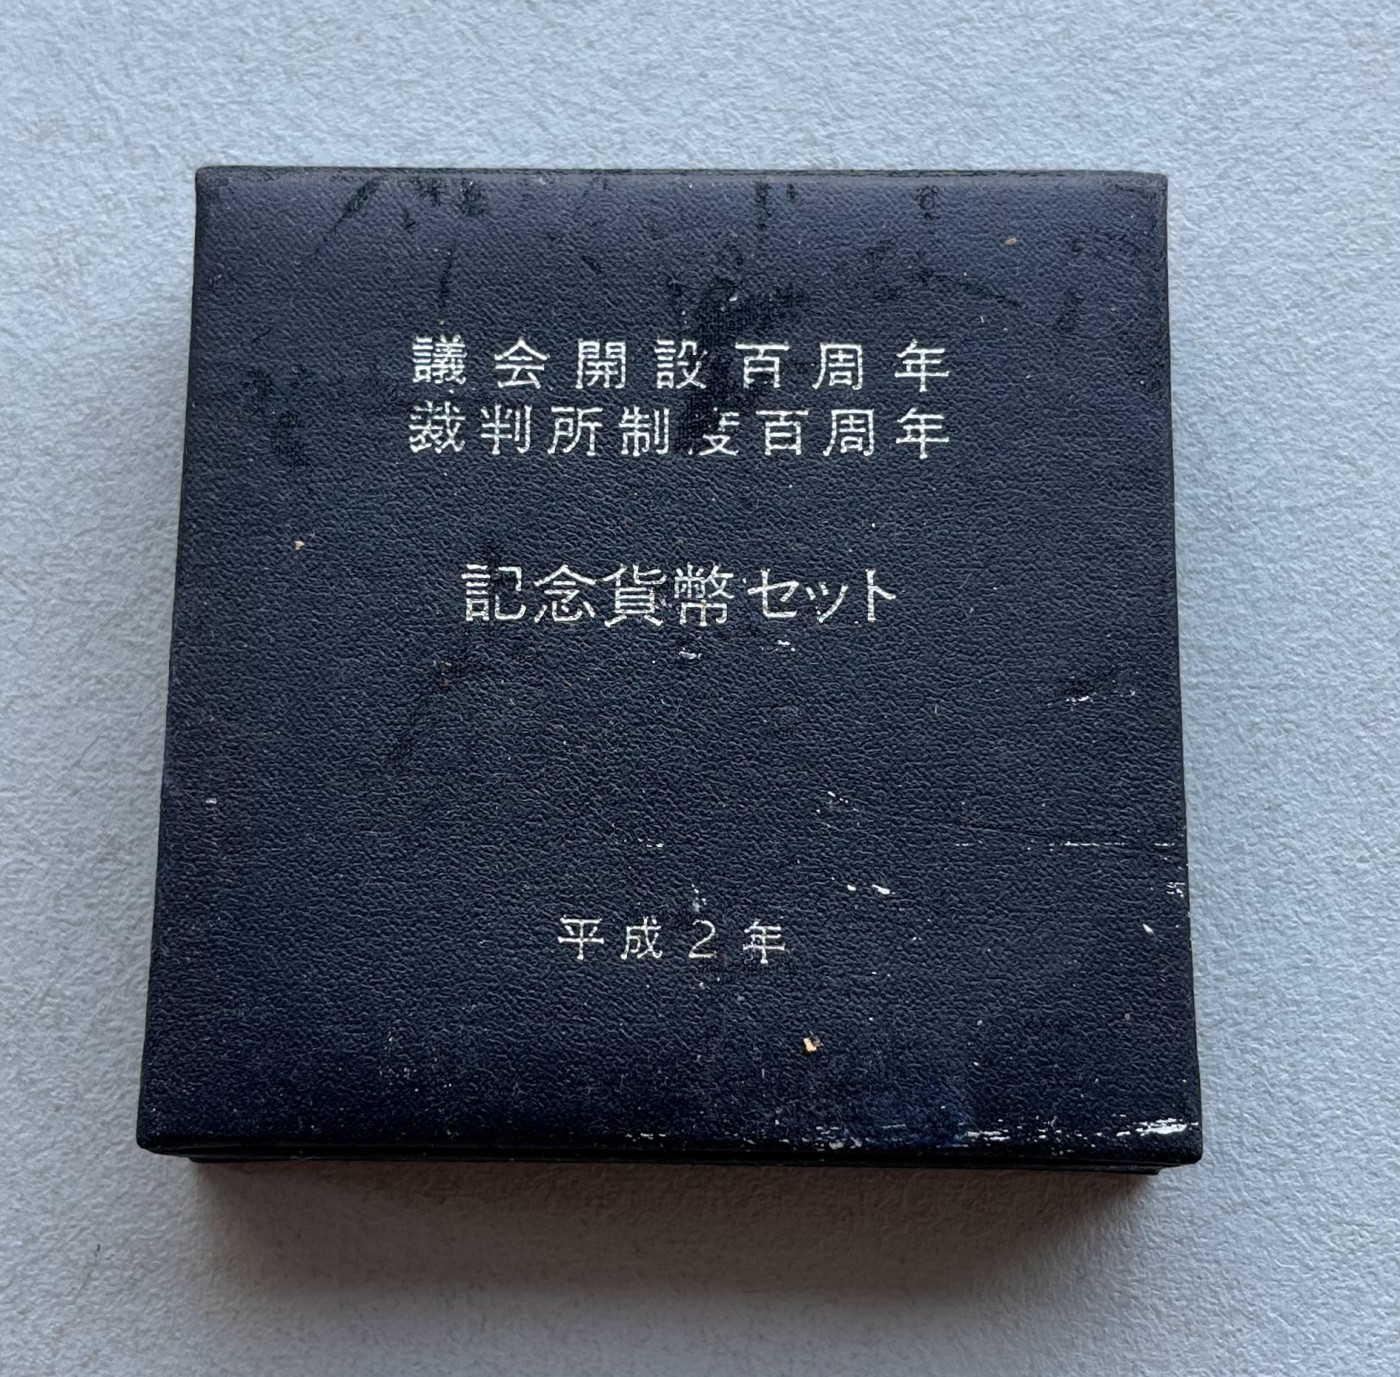 議会開設百周年
裁判所制度百周年
記念貨幣セット
平成2年